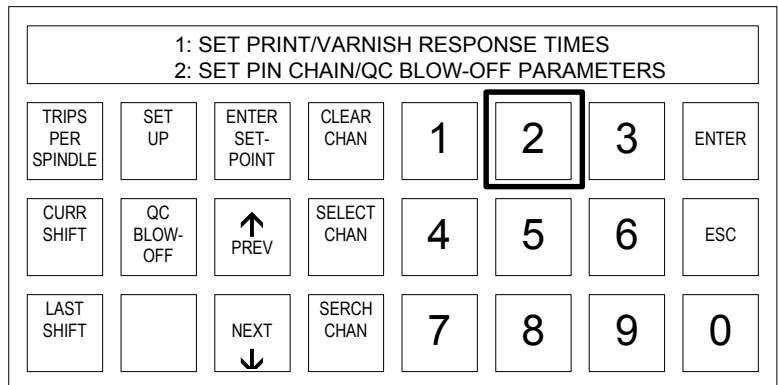 1: SET PRINT/VARNISH RESPONSE TIMES
2: SET PIN CHAIN/QC BLOW-OFF PARAMETERS
TRIPS
PER
SPINDLE
SET
UP
ENTER
SET-
POINT
CLEAR
CHAN
1
2
3
ENTER
CURR
SHIFT
QC
BLOW-
OFF
PREV
SELECT
CHAN
4
5
6
ESC
LAST
SHIFT
NEXT
SERCH
CHAN
7
8
9
0